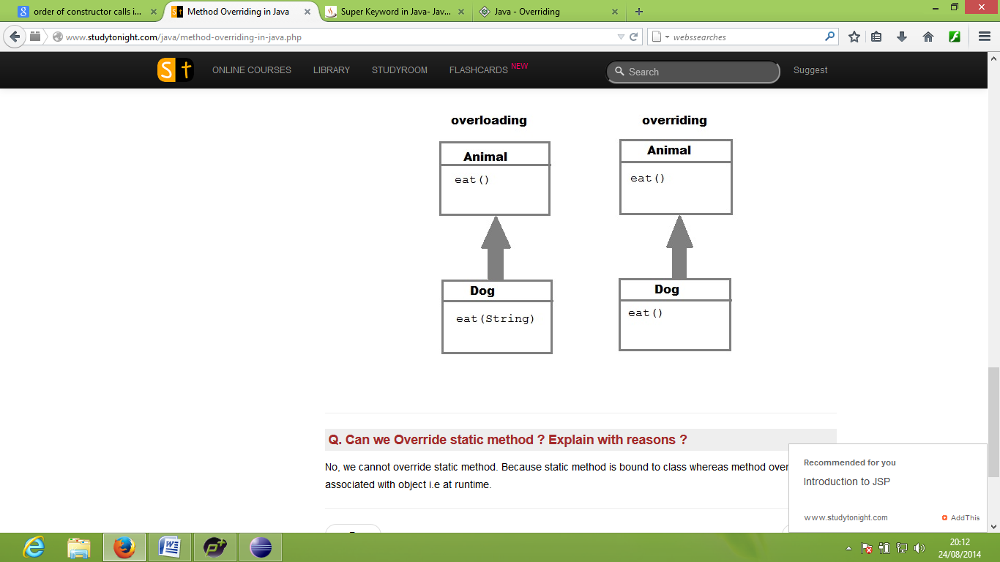 order of constructor calls i...
Method Overriding in Java
Super Keyword in Java- Jav...
Java - Overriding
www.studytonight.com/java/method-overriding-in-java.php
webssearches
St
ONLINE COURSES LIBRARY STUDYROOM FLASHCARDS NEW
Search
Suggest
overloading overriding
Animal Animal
eat() eat()
Dog Dog
eat(String) eat()
Q. Can we Override static method ? Explain with reasons ?
No, we cannot override static method. Because static method is bound to class whereas method over
associated with object i.e at runtime.
Recommended for you
Introduction to JSP
www.studytonight.com
AddThis
20:12
24/08/2014